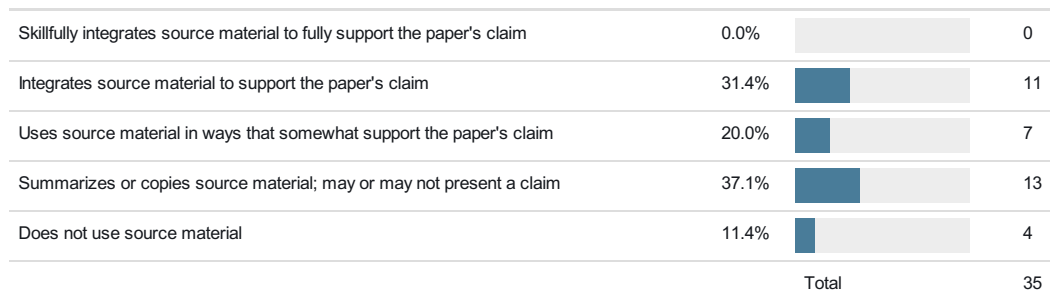 Skillfully integrates source material to fully support the paper's claim 0.0% 0
Integrates source material to support the paper's claim 31.4% 11
Uses source material in ways that somewhat support the paper's claim 20.0% 7
Summarizes or copies source material; may or may not present a claim 37.1% 13
Does not use source material 11.4% 4
Total 35